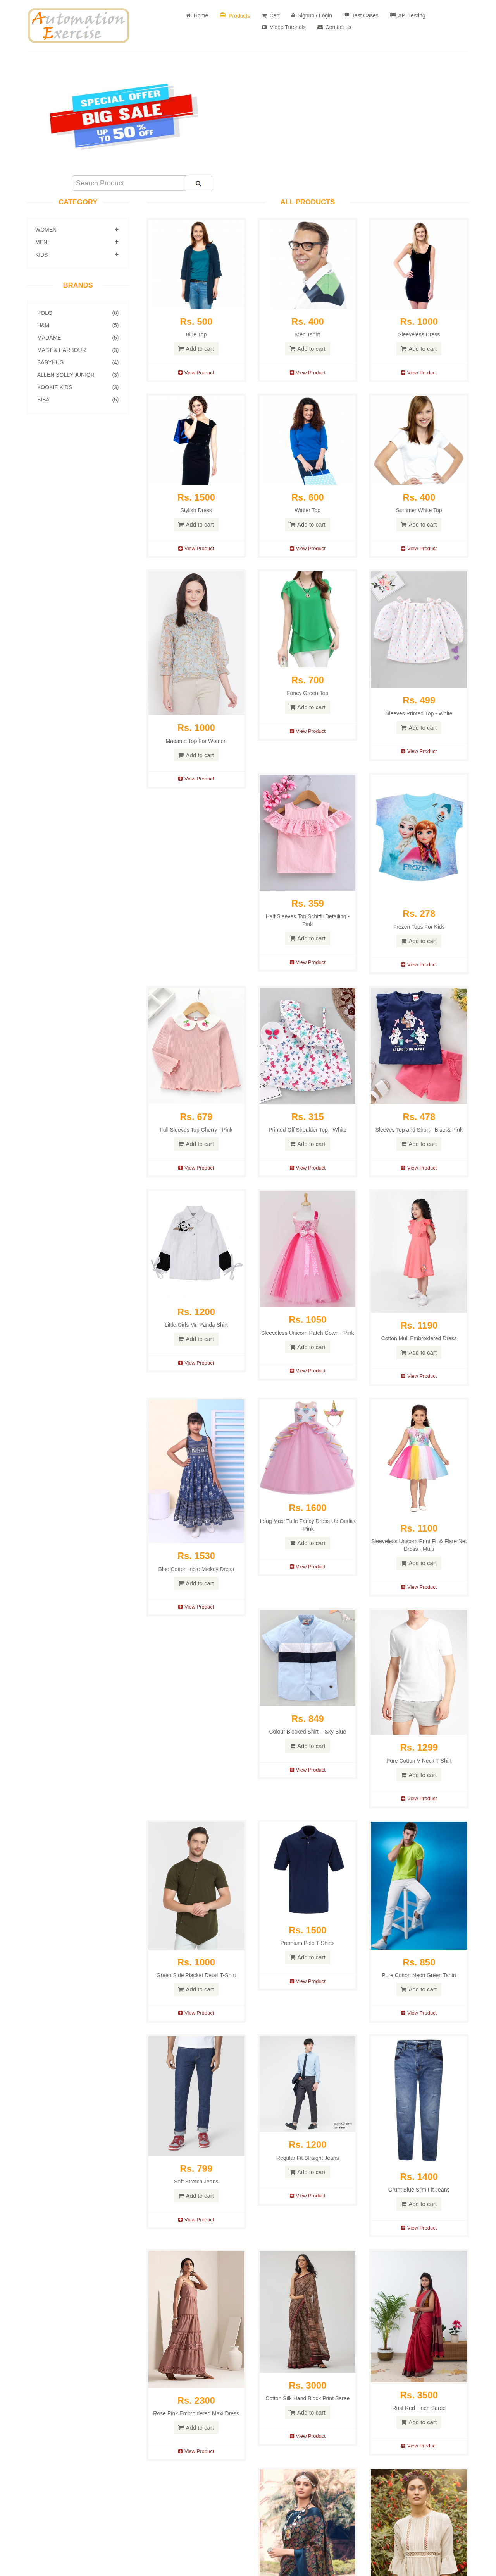 Automation
Exercise
Home
Products
Cart
Signup / Login
Test Cases
API Testing
Video Tutorials
Contact us
SPECIAL OFFER
BIG SALE
UP TO 50% OFF
Search Product
CATEGORY
WOMEN
MEN
KIDS
BRANDS
POLO (6)
H&M (5)
MADAME (5)
MAST & HARBOUR (3)
BABYHUG (4)
ALLEN SOLLY JUNIOR (3)
KOOKIE KIDS (3)
BIBA (5)
ALL PRODUCTS
Rs. 500
Blue Top
Add to cart
View Product
Rs. 400
Men Tshirt
Add to cart
View Product
Rs. 1000
Sleeveless Dress
Add to cart
View Product
Rs. 1500
Stylish Dress
Add to cart
View Product
Rs. 600
Winter Top
Add to cart
View Product
Rs. 400
Summer White Top
Add to cart
View Product
Rs. 1000
Madame Top For Women
Add to cart
View Product
Rs. 700
Fancy Green Top
Add to cart
View Product
Rs. 499
Sleeves Printed Top - White
Add to cart
View Product
Rs. 359
Half Sleeves Top Schiffli Detailing -
Pink
Add to cart
View Product
FROZEN
Rs. 278
Frozen Tops For Kids
Add to cart
View Product
Rs. 679
Full Sleeves Top Cherry - Pink
Add to cart
View Product
Rs. 315
Printed Off Shoulder Top - White
Add to cart
View Product
Rs. 478
Sleeves Top and Short - Blue & Pink
Add to cart
View Product
Rs. 1200
Little Girls Mr. Panda Shirt
Add to cart
View Product
Rs. 1050
Sleeveless Unicorn Patch Gown - Pink
Add to cart
View Product
Rs. 1190
Cotton Mull Embroidered Dress
Add to cart
View Product
Rs. 1530
Blue Cotton Indie Mickey Dress
Add to cart
View Product
Rs. 1600
Long Maxi Tulle Fancy Dress Up Outfits
-Pink
Add to cart
View Product
Rs. 1100
Sleeveless Unicorn Print Fit & Flare Net
Dress - Multi
Add to cart
View Product
Rs. 849
Colour Blocked Shirt – Sky Blue
Add to cart
View Product
Rs. 1299
Pure Cotton V-Neck T-Shirt
Add to cart
View Product
Rs. 1000
Green Side Placket Detail T-Shirt
Add to cart
View Product
Rs. 1500
Premium Polo T-Shirts
Add to cart
View Product
Rs. 850
Pure Cotton Neon Green Tshirt
Add to cart
View Product
Rs. 799
Soft Stretch Jeans
Add to cart
View Product
Rs. 1200
Regular Fit Straight Jeans
Add to cart
View Product
Rs. 1400
Grunt Blue Slim Fit Jeans
Add to cart
View Product
Rs. 2300
Rose Pink Embroidered Maxi Dress
Add to cart
View Product
Rs. 3000
Cotton Silk Hand Block Print Saree
Add to cart
View Product
Rs. 3500
Rust Red Linen Saree
Add to cart
View Product